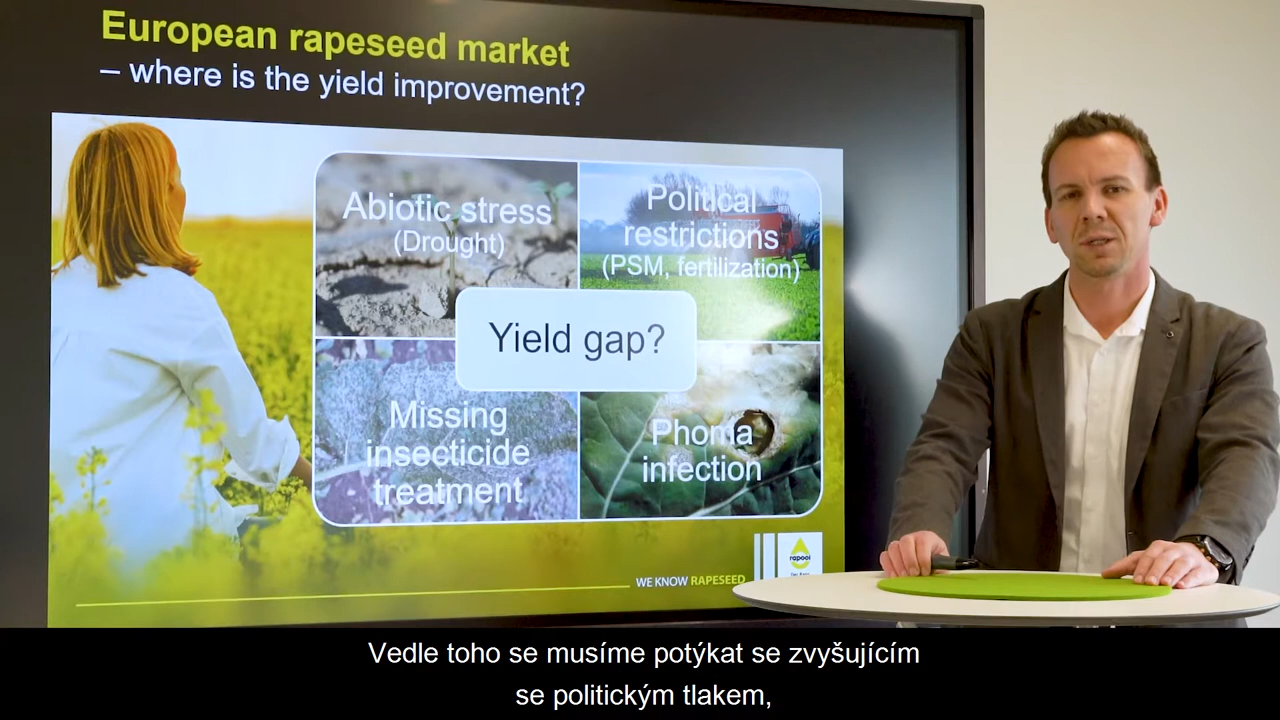 European rapeseed market
– where is the yield improvement?
Abiotic stress
(Drought)
Political
restrictions
(PSM, fertilization)
Yield gap?
Missing
insecticide
treatment
Phoma
infection
WE KNOW RAPESEED
rapool
Vedle toho se musíme potýkat se zvyšujícím
se politickým tlakem,